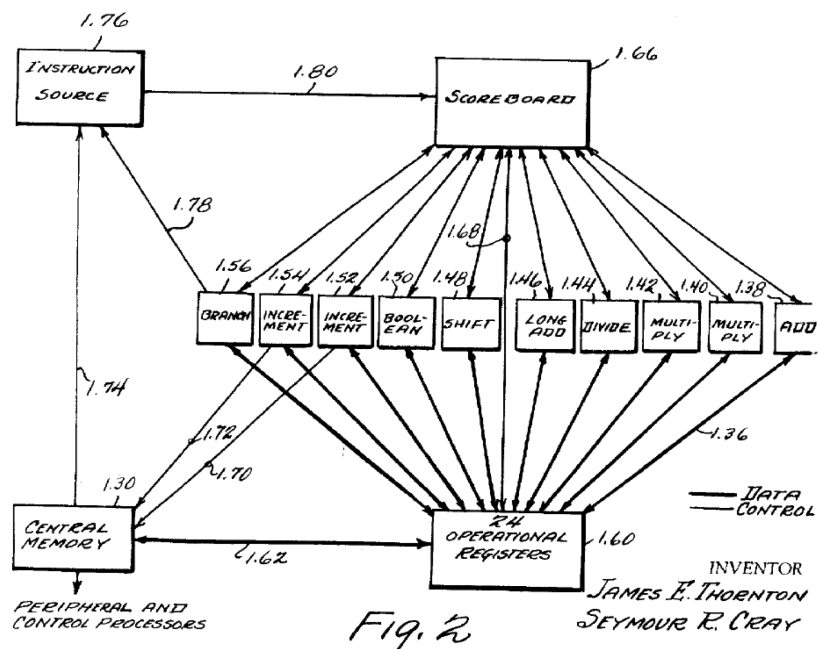 1.76
INSTRUCTION
SOURCE
1.80
1.66
SCOREBOARD
1.78
1.68
1.56
1.54
1.52
1.50
1.48
1.46
1.44
1.42
1.40
1.38
BRANCH
INCRE-
MENT
INCRE-
MENT
BOOL-
EAN
SHIFT
LONG
ADD
DIVIDE
MULTI-
PLY
MULTI-
PLY
ADD
1.74
1.72
1.70
1.36
1.30
CENTRAL
MEMORY
1.62
24
OPERATIONAL
REGISTERS
1.60
DATA
CONTROL
PERIPHERAL AND
CONTROL PROCESSORS
Fig. 2
INVENTOR
JAMES E. THORNTON
SEYMOUR R. CRAY